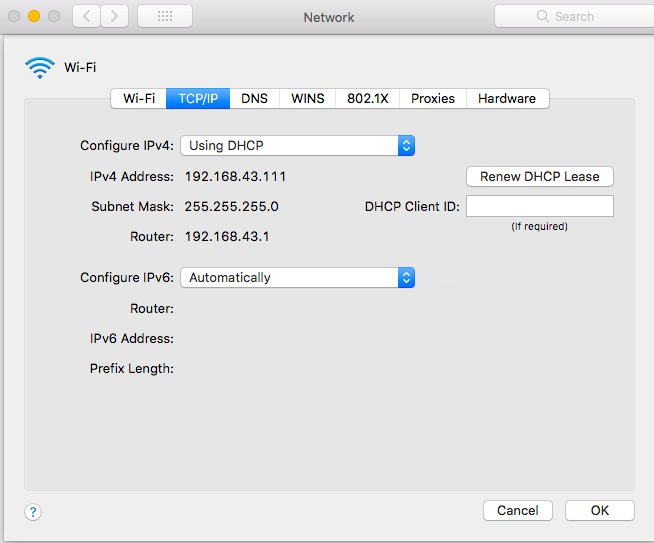 Network
Search
Wi-Fi
Wi-Fi TCP/IP DNS WINS 802.1X Proxies Hardware
Configure IPv4: Using DHCP
IPv4 Address: 192.168.43.111 Renew DHCP Lease
Subnet Mask: 255.255.255.0 DHCP Client ID:
(If required)
Router: 192.168.43.1
Configure IPv6: Automatically
Router:
IPv6 Address:
Prefix Length:
? Cancel OK